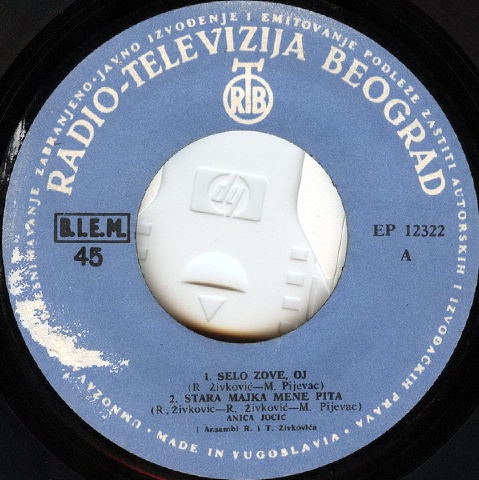 UMNOŽAVANJE ZABRANJENO·JAVNO IZVOĐENJE I EMITOVANJE PODLEŽE ZAŠTITI AUTORSKIH I IZVOĐAČKIH PRAVA·
RADIO-TELEVIZIJA BEOGRAD
RTB
hp
B.I.E.M.
45
EP 12322
A
1. SELO ZOVE, OJ
(R Živković—M. Pijevac)
2. STARA MAJKA MENE PITA
(R. Živković—R. Živković—M. Pijevac)
ANICA JOCIĆ
i Ansambl R. i T. Živkovića
MADE IN YUGOSLAVIA